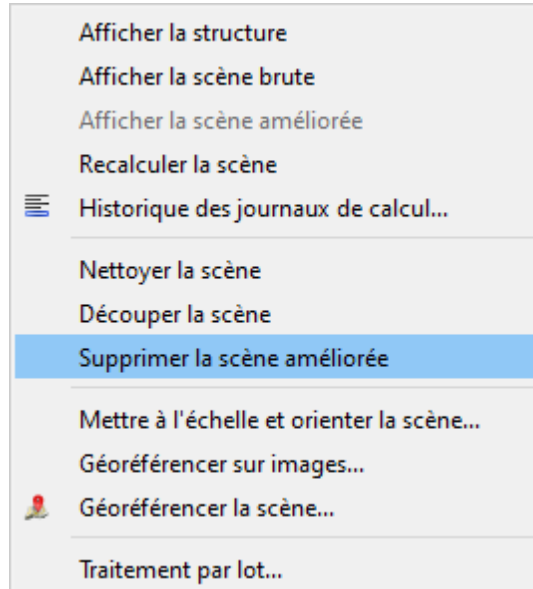 Afficher la structure
Afficher la scène brute
Afficher la scène améliorée
Recalculer la scène
Historique des journaux de calcul...
Nettoyer la scène
Découper la scène
Supprimer la scène améliorée
Mettre à l'échelle et orienter la scène...
Géoréférencer sur images...
Géoréférencer la scène...
Traitement par lot...